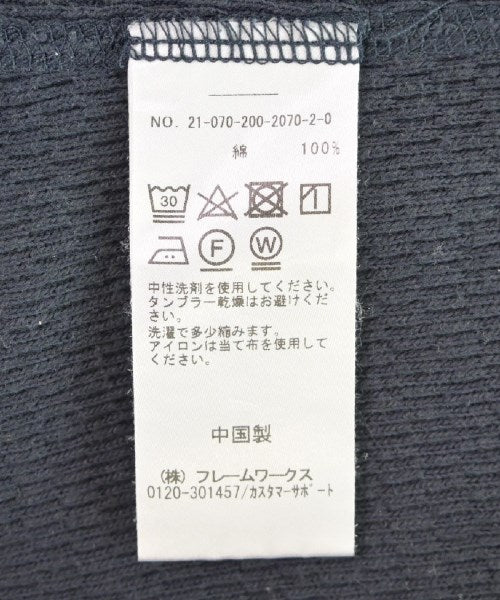 NO. 21-070-200-2070-2-0
綿 100%
30
F W
中性洗剤を使用してください。
タンブラー乾燥はお避けくだ
さい。
洗濯で多少縮みます。
アイロンは当て布を使用して
ください。
中国製
(株) フレームワークス
0120-301457/カスタマーサポート